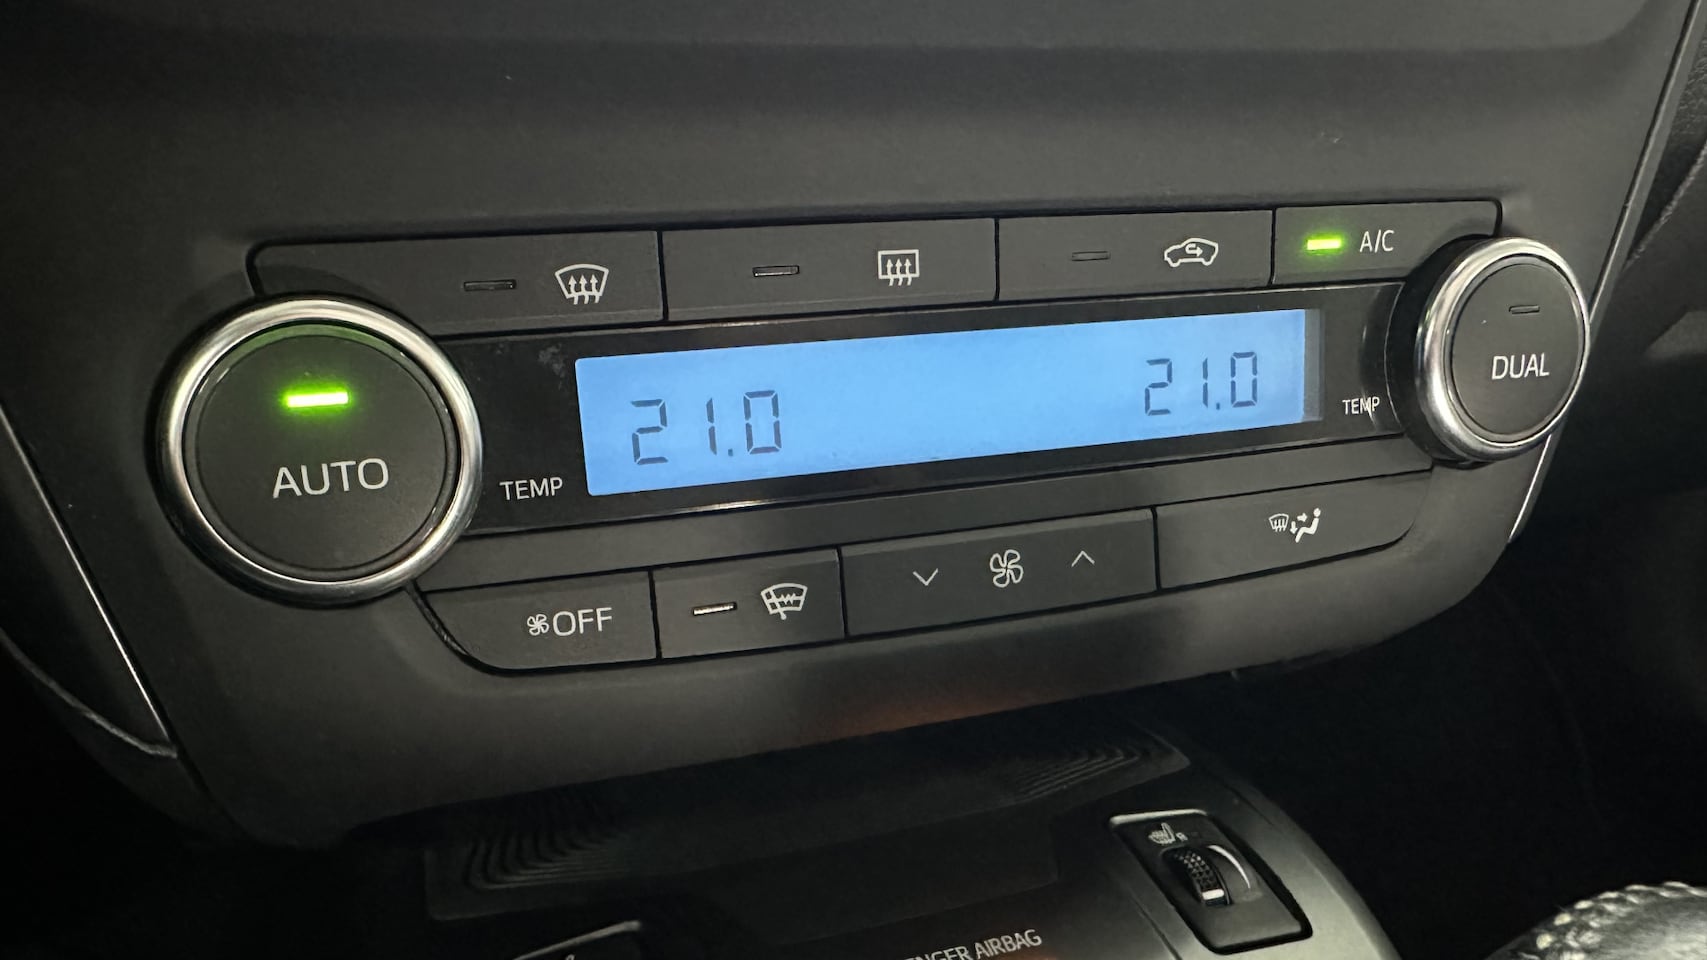 A/C
AUTO
TEMP
21.0
21.0
TEMP
DUAL
OFF
AIRBAG